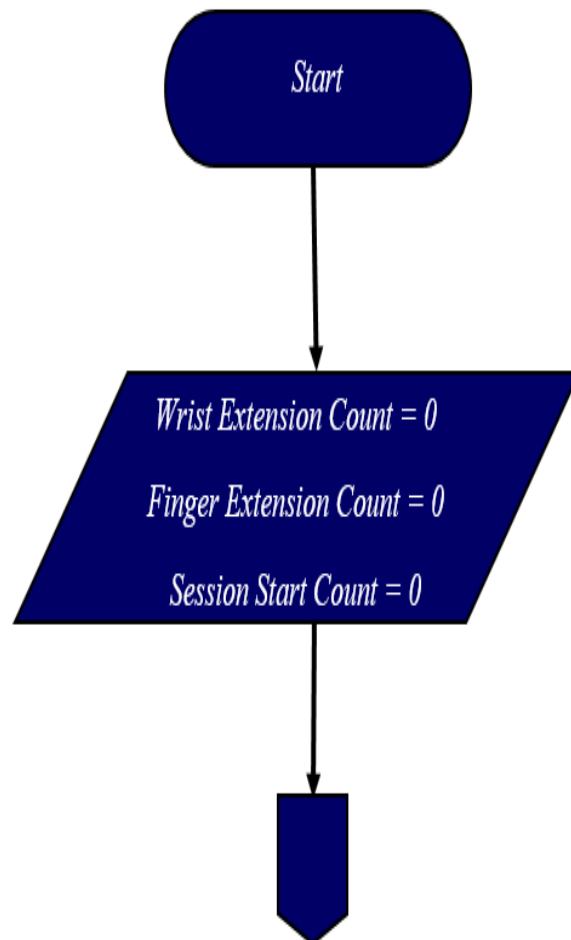 Start
Wrist Extension Count = 0
Finger Extension Count = 0
Session Start Count = 0